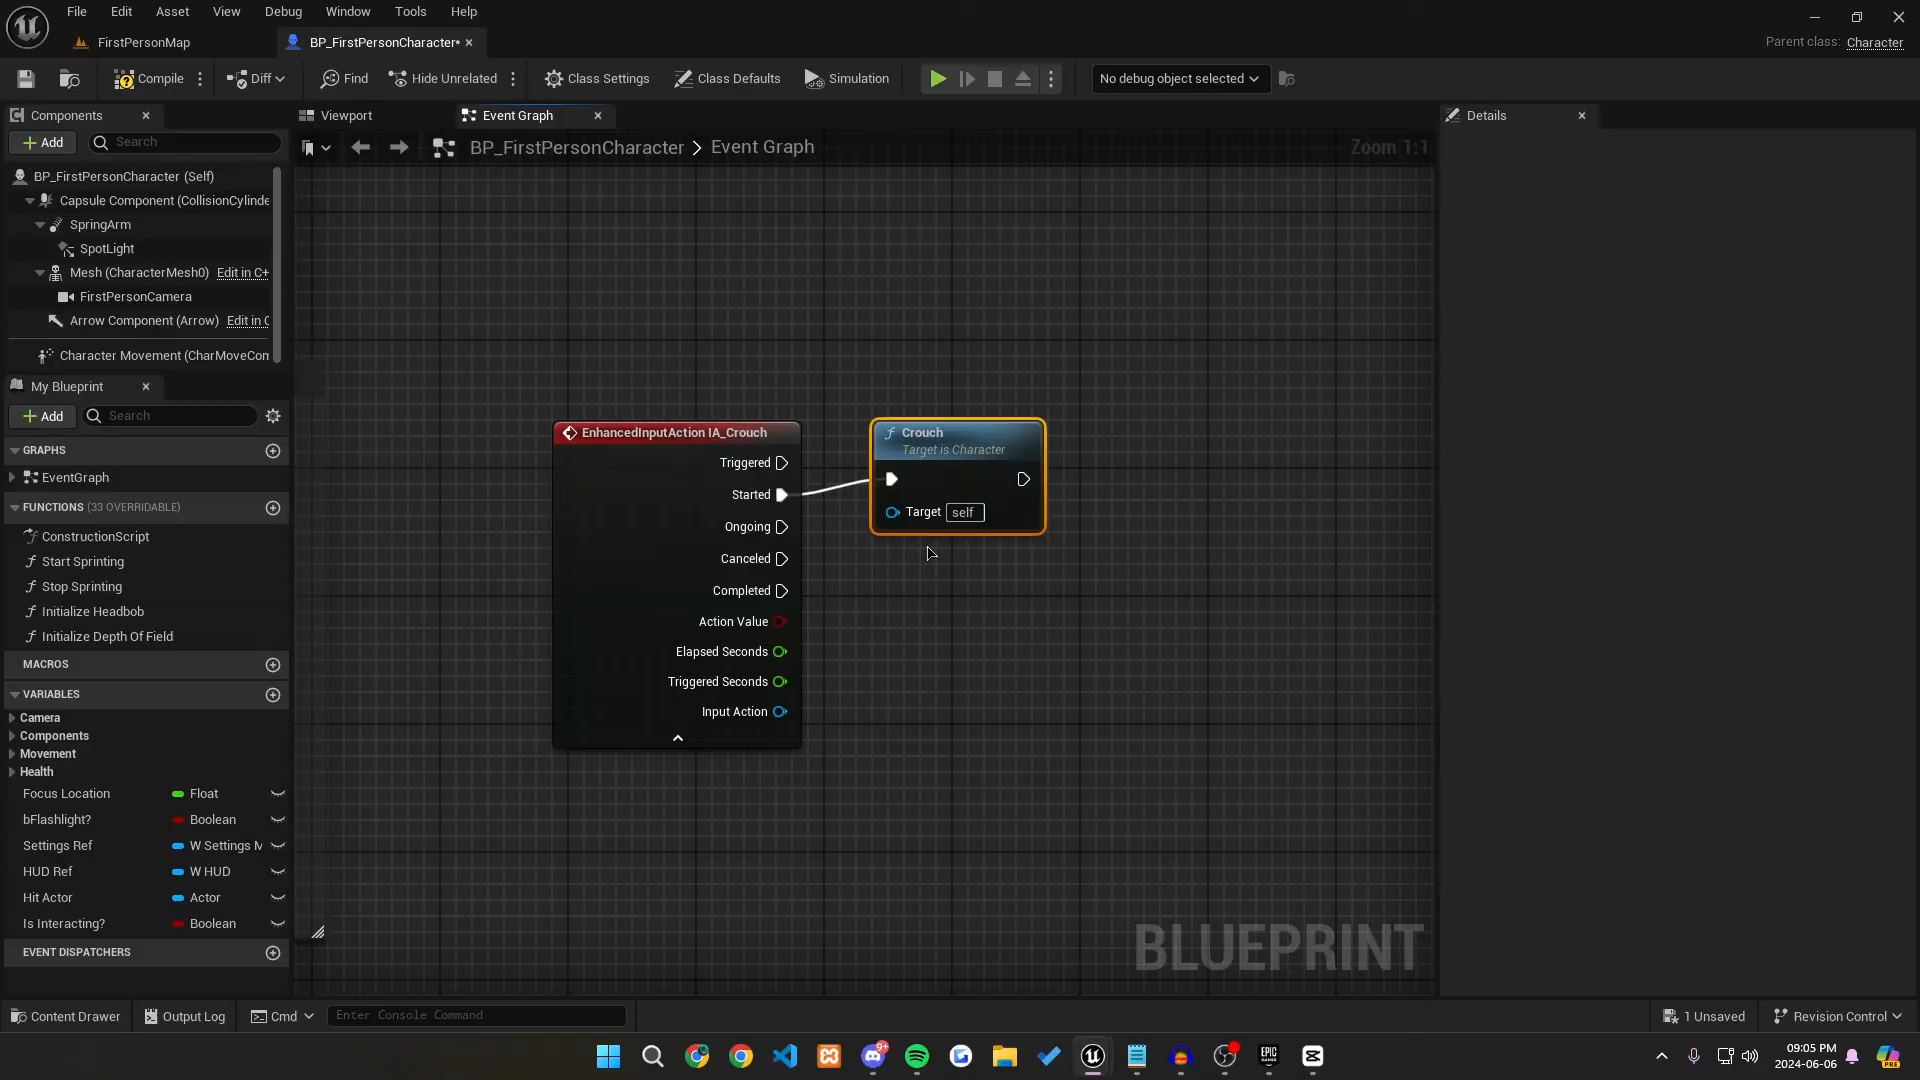 File Edit Asset View Debug Window Tools Help
FirstPersonMap
BP_FirstPersonCharacter*
Parent class: Character
Compile
Diff
Find
Hide Unrelated
Class Settings
Class Defaults
Simulation
No debug object selected
Components
Add
Search
BP_FirstPersonCharacter (Self)
Capsule Component (CollisionCylinde
SpringArm
SpotLight
Mesh (CharacterMesh0) Edit in C+
FirstPersonCamera
Arrow Component (Arrow) Edit in C
Character Movement (CharMoveCom
My Blueprint
Add
Search
GRAPHS
EventGraph
FUNCTIONS (33 OVERRIDABLE)
ConstructionScript
Start Sprinting
Stop Sprinting
Initialize Headbob
Initialize Depth Of Field
MACROS
VARIABLES
Camera
Components
Movement
Health
Focus Location Float
bFlashlight? Boolean
Settings Ref W Settings M
HUD Ref W HUD
Hit Actor Actor
Is Interacting? Boolean
EVENT DISPATCHERS
Viewport
Event Graph
BP_FirstPersonCharacter > Event Graph
Zoom 1:1
EnhancedInputAction IA_Crouch
Triggered
Started
Ongoing
Canceled
Completed
Action Value
Elapsed Seconds
Triggered Seconds
Input Action
Crouch
Target is Character
Target self
BLUEPRINT
Details
Content Drawer
Output Log
Cmd
Enter Console Command
1 Unsaved
Revision Control
9+
EPIC
GAMES
09:05 PM
2024-06-06
PRE